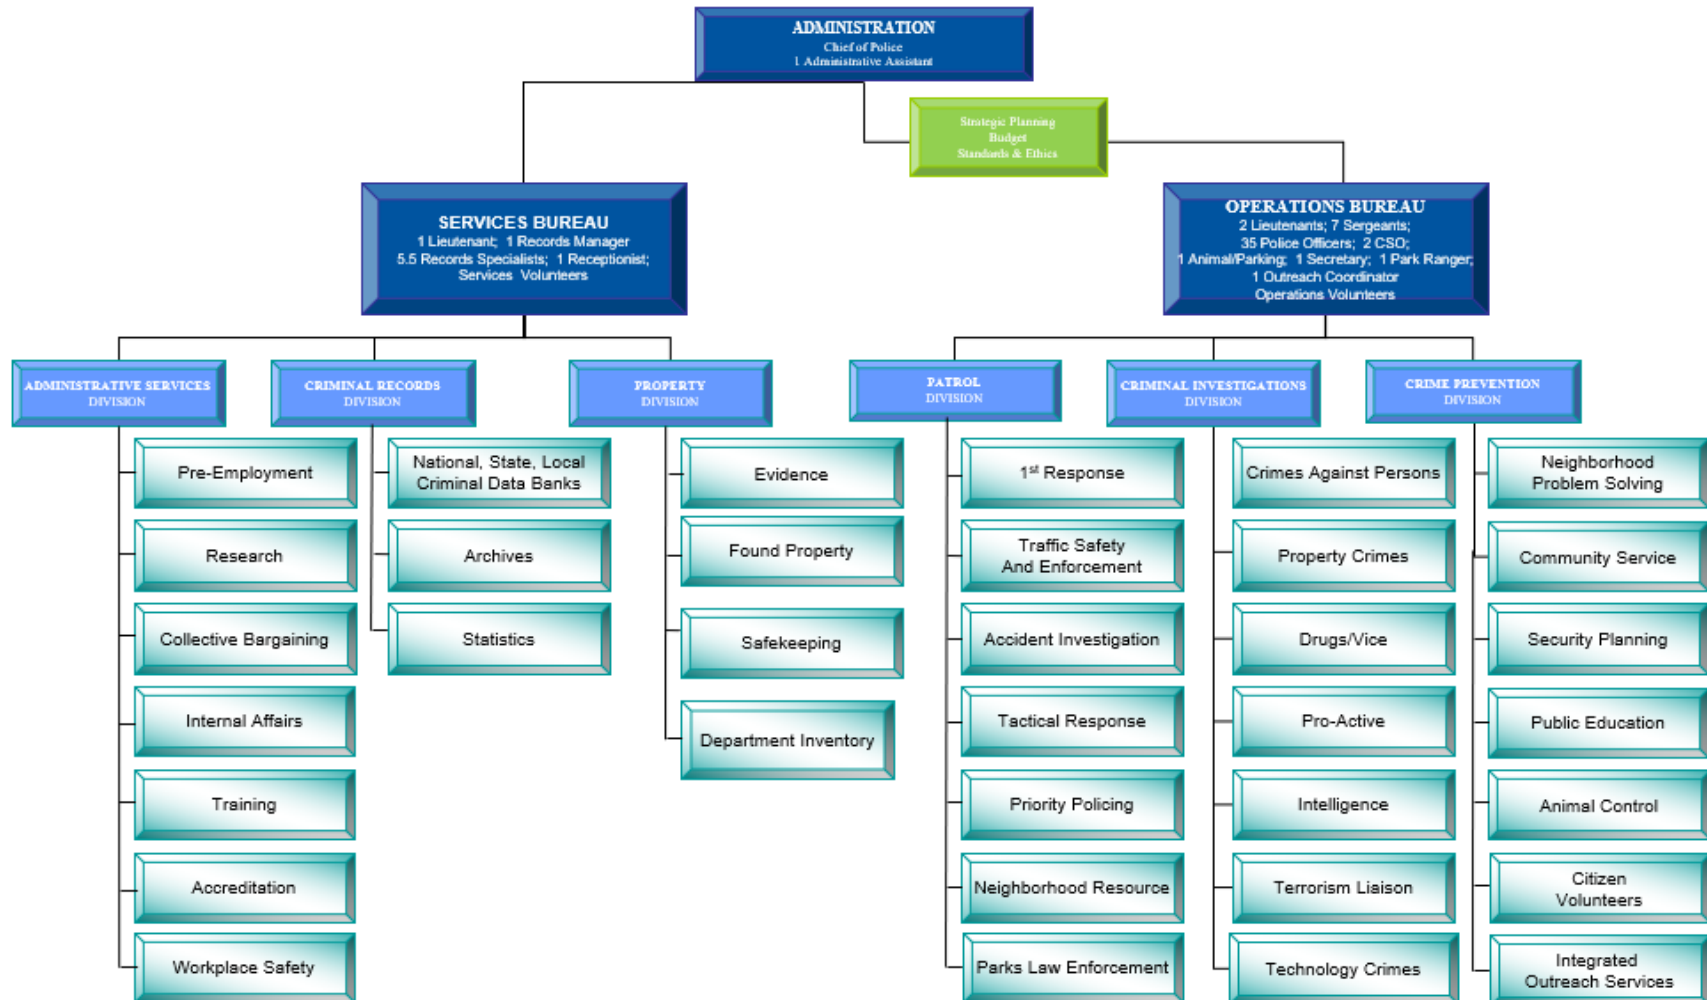 ADMINISTRATION
Chief of Police
1 Administrative Assistant
Strategic Planning
Budget
Standards & Ethics
SERVICES BUREAU
1 Lieutenant; 1 Records Manager
5.5 Records Specialists; 1 Receptionist;
Services Volunteers
OPERATIONS BUREAU
2 Lieutenants; 7 Sergeants;
35 Police Officers; 2 CSO;
1 Animal/Parking; 1 Secretary; 1 Park Ranger;
1 Outreach Coordinator
Operations Volunteers
ADMINISTRATIVE SERVICES
DIVISION
Pre-Employment
Research
Collective Bargaining
Internal Affairs
Training
Accreditation
Workplace Safety
CRIMINAL RECORDS
DIVISION
National, State, Local
Criminal Data Banks
Archives
Statistics
PROPERTY
DIVISION
Evidence
Found Property
Safekeeping
Department Inventory
PATROL
DIVISION
1st Response
Traffic Safety
And Enforcement
Accident Investigation
Tactical Response
Priority Policing
Neighborhood Resource
Parks Law Enforcement
CRIMINAL INVESTIGATIONS
DIVISION
Crimes Against Persons
Property Crimes
Drugs/Vice
Pro-Active
Intelligence
Terrorism Liaison
Technology Crimes
CRIME PREVENTION
DIVISION
Neighborhood
Problem Solving
Community Service
Security Planning
Public Education
Animal Control
Citizen
Volunteers
Integrated
Outreach Services